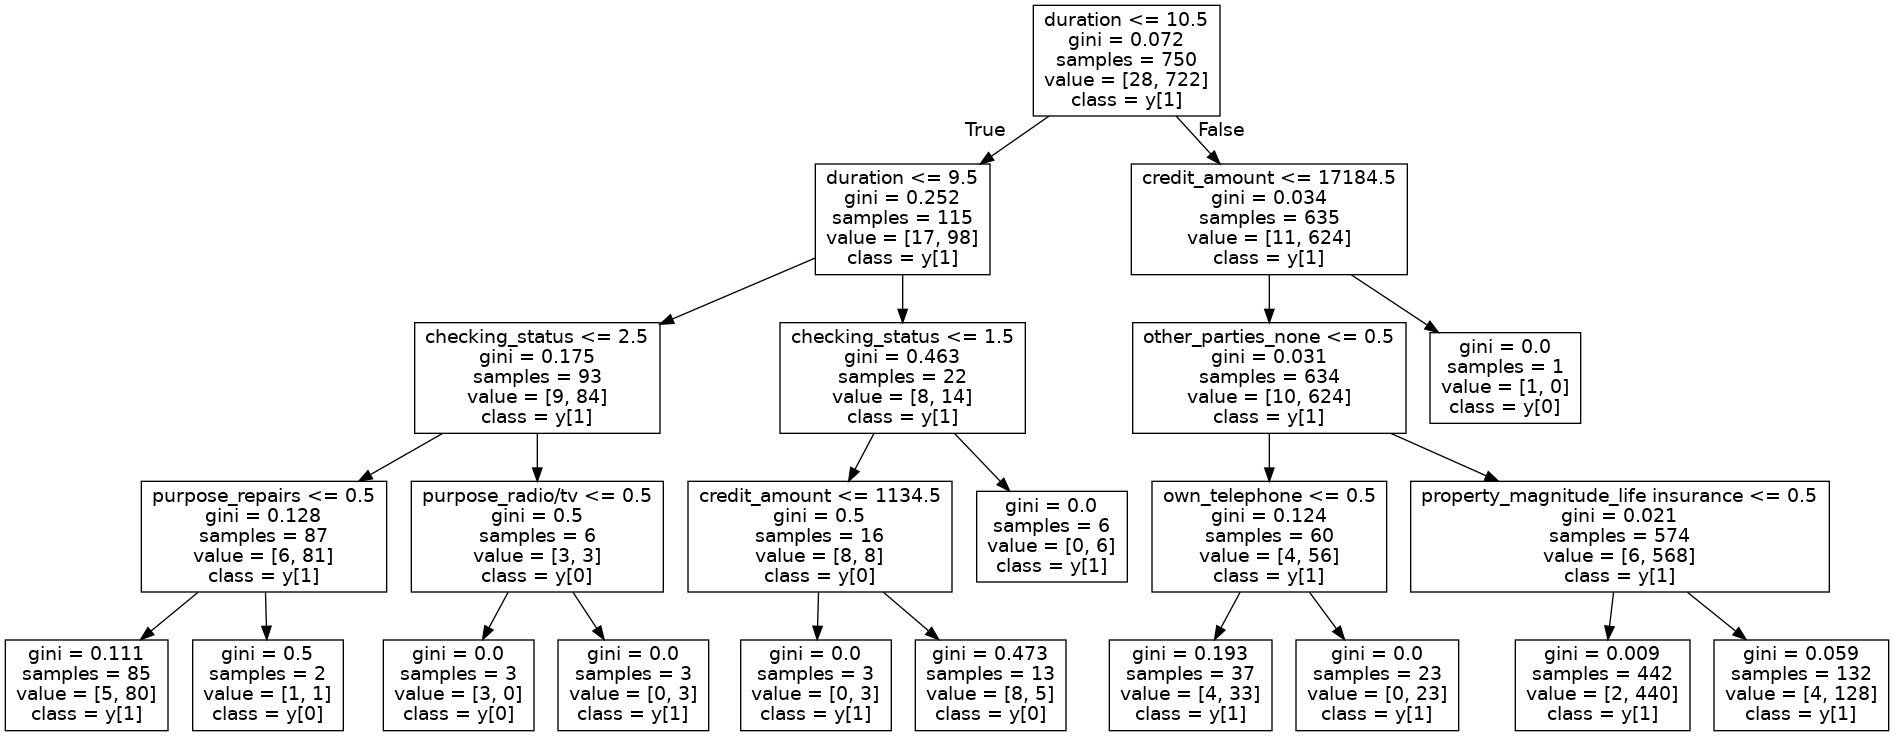 duration <= 10.5
gini = 0.072
samples = 750
value = [28, 722]
class = y[1]
True
False
duration <= 9.5
gini = 0.252
samples = 115
value = [17, 98]
class = y[1]
credit_amount <= 17184.5
gini = 0.034
samples = 635
value = [11, 624]
class = y[1]
checking_status <= 2.5
gini = 0.175
samples = 93
value = [9, 84]
class = y[1]
checking_status <= 1.5
gini = 0.463
samples = 22
value = [8, 14]
class = y[1]
other_parties_none <= 0.5
gini = 0.031
samples = 634
value = [10, 624]
class = y[1]
gini = 0.0
samples = 1
value = [1, 0]
class = y[0]
purpose_repairs <= 0.5
gini = 0.128
samples = 87
value = [6, 81]
class = y[1]
purpose_radio/tv <= 0.5
gini = 0.5
samples = 6
value = [3, 3]
class = y[0]
credit_amount <= 1134.5
gini = 0.5
samples = 16
value = [8, 8]
class = y[0]
gini = 0.0
samples = 6
value = [0, 6]
class = y[1]
own_telephone <= 0.5
gini = 0.124
samples = 60
value = [4, 56]
class = y[1]
property_magnitude_life insurance <= 0.5
gini = 0.021
samples = 574
value = [6, 568]
class = y[1]
gini = 0.111
samples = 85
value = [5, 80]
class = y[1]
gini = 0.5
samples = 2
value = [1, 1]
class = y[0]
gini = 0.0
samples = 3
value = [3, 0]
class = y[0]
gini = 0.0
samples = 3
value = [0, 3]
class = y[1]
gini = 0.0
samples = 3
value = [0, 3]
class = y[1]
gini = 0.473
samples = 13
value = [8, 5]
class = y[0]
gini = 0.193
samples = 37
value = [4, 33]
class = y[1]
gini = 0.0
samples = 23
value = [0, 23]
class = y[1]
gini = 0.009
samples = 442
value = [2, 440]
class = y[1]
gini = 0.059
samples = 132
value = [4, 128]
class = y[1]